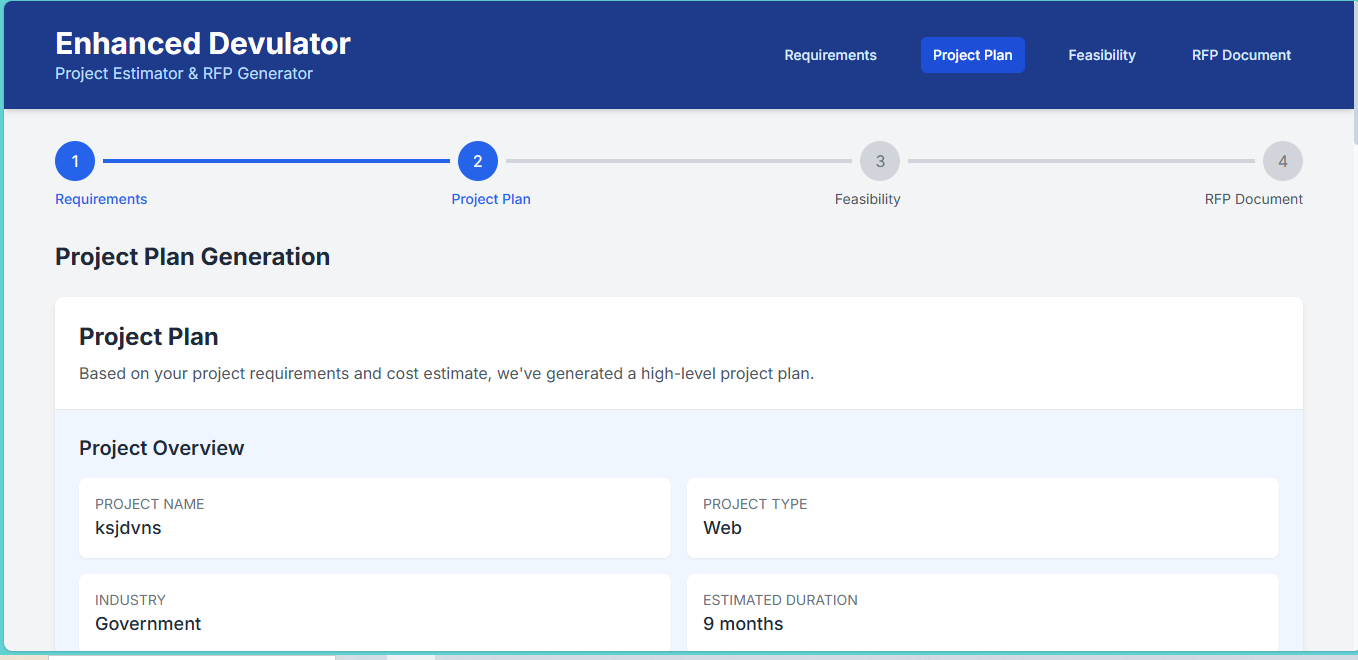 Enhanced Devulator
Project Estimator & RFP Generator
Requirements
Project Plan
Feasibility
RFP Document
1
2
3
4
Requirements
Project Plan
Feasibility
RFP Document
Project Plan Generation
Project Plan
Based on your project requirements and cost estimate, we've generated a high-level project plan.
Project Overview
PROJECT NAME
ksjdvns
PROJECT TYPE
Web
INDUSTRY
Government
ESTIMATED DURATION
9 months